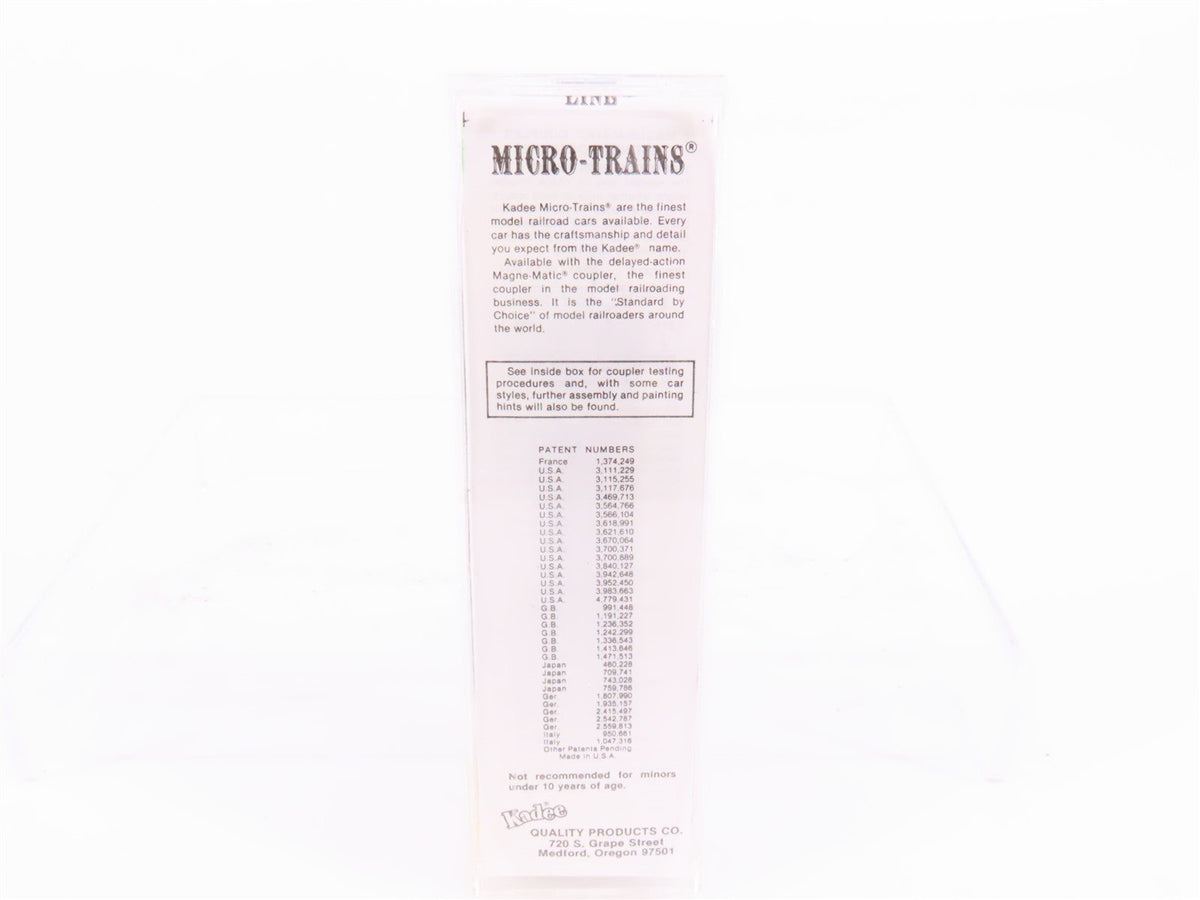 LINE
MICRO-TRAINS®
Kadee Micro-Trains® are the finest
model railroad cars available. Every
car has the craftsmanship and detail
you expect from the Kadee® name.
Available with the delayed-action
Magne-Matic® coupler, the finest
coupler in the model railroading
business. It is the "Standard by
Choice" of model railroaders around
the world.
See inside box for coupler testing
procedures and, with some car
styles, further assembly and painting
hints will also be found.
PATENT NUMBERS
France 1,374,249
U.S.A. 3,111,229
U.S.A. 3,115,255
U.S.A. 3,117,676
U.S.A. 3,469,713
U.S.A. 3,564,766
U.S.A. 3,566,104
U.S.A. 3,618,991
U.S.A. 3,621,610
U.S.A. 3,670,064
U.S.A. 3,700,371
U.S.A. 3,700,889
U.S.A. 3,840,127
U.S.A. 3,942,648
U.S.A. 3,952,450
U.S.A. 3,983,663
U.S.A. 4,779,431
G.B. 991,448
G.B. 1,191,227
G.B. 1,236,352
G.B. 1,242,299
G.B. 1,336,543
G.B. 1,413,646
G.B. 1,471,513
Japan 460,228
Japan 709,741
Japan 743,028
Japan 759,786
Ger. 1,807,990
Ger. 1,935,157
Ger. 2,415,497
Ger. 2,542,787
Ger. 2,559,813
Italy 950,661
Italy 1,047,316
Other Patents Pending
Made in U.S.A.
Not recommended for minors
under 10 years of age.
Kadee
QUALITY PRODUCTS CO.
720 S. Grape Street
Medford, Oregon 97501